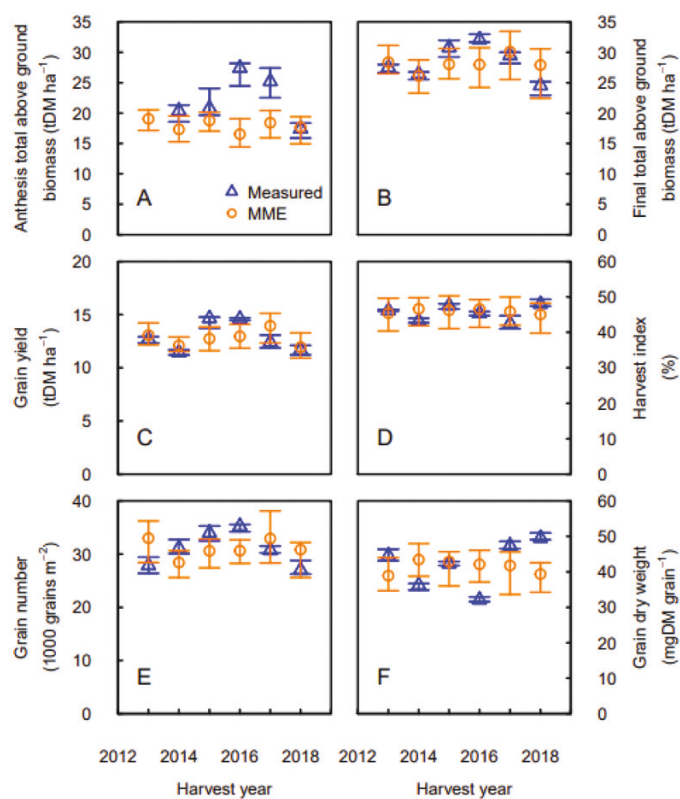 Anthesis total above ground
biomass (tDM ha⁻¹)
35
30
25
20
15
10
5
0
A
Measured
MME
B
35
30
25
20
15
10
5
0
Final total above ground
biomass (tDM ha⁻¹)
Grain yield
(tDM ha⁻¹)
20
15
10
5
0
C
D
60
50
40
30
20
10
0
Harvest index
(%)
Grain number
(1000 grains m⁻²)
40
30
20
10
0
E
F
60
50
40
30
20
10
0
Grain dry weight
(mgDM grain⁻¹)
2012 2014 2016 2018 2012 2014 2016 2018
Harvest year Harvest year